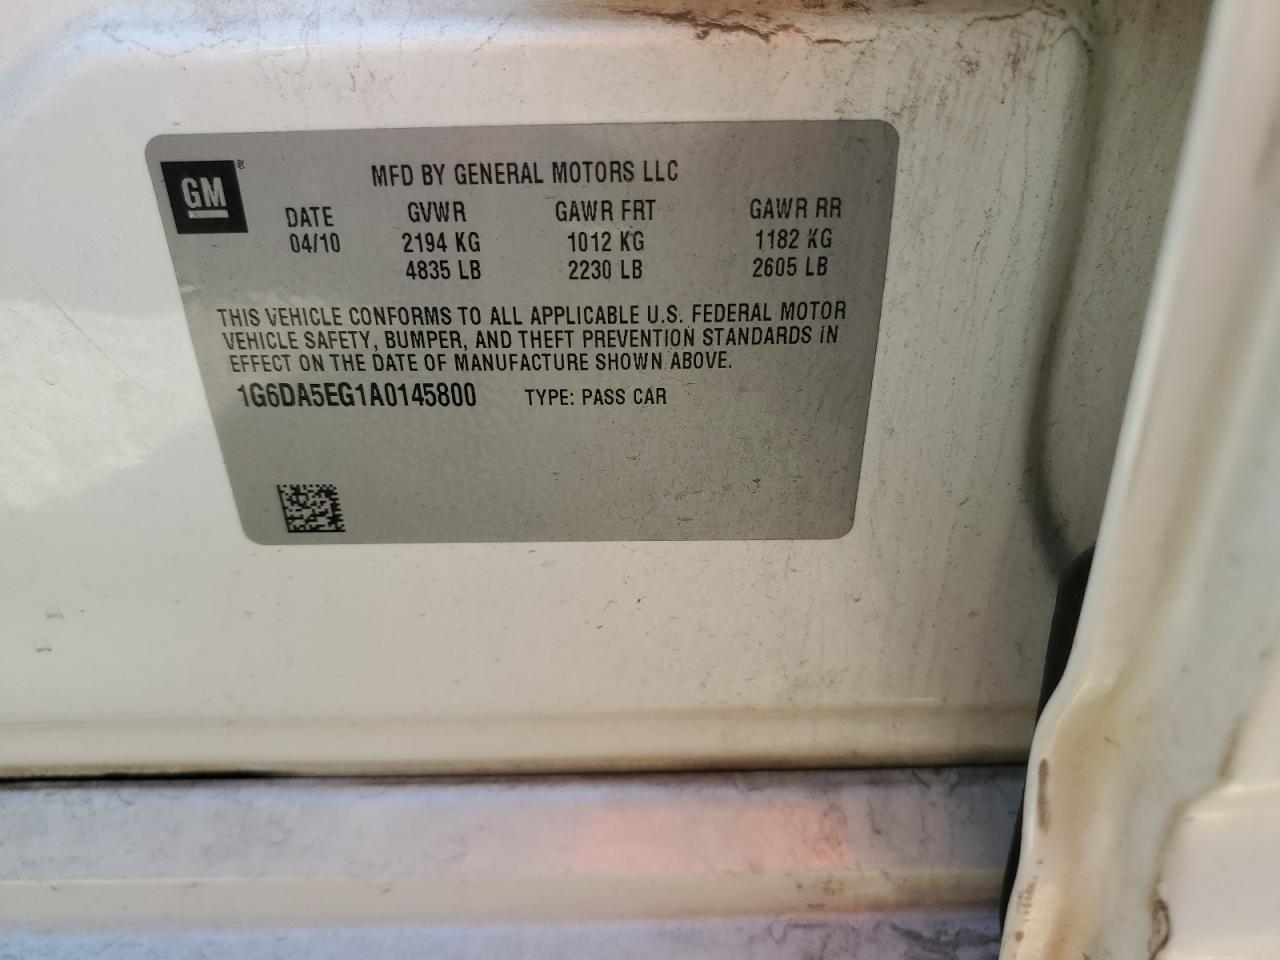 GM®
MFD BY GENERAL MOTORS LLC
DATE GVWR GAWR FRT GAWR RR
04/10 2194 KG 1012 KG 1182 KG
4835 LB 2230 LB 2605 LB
THIS VEHICLE CONFORMS TO ALL APPLICABLE U.S. FEDERAL MOTOR
VEHICLE SAFETY, BUMPER, AND THEFT PREVENTION STANDARDS IN
EFFECT ON THE DATE OF MANUFACTURE SHOWN ABOVE.
1G6DA5EG1A0145800 TYPE: PASS CAR